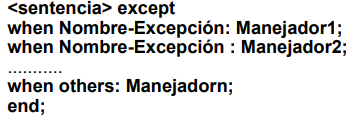 <sentencia> except
when Nombre-Excepción: Manejador1;
when Nombre-Excepción : Manejador2;
...........
when others: Manejadorn;
end;